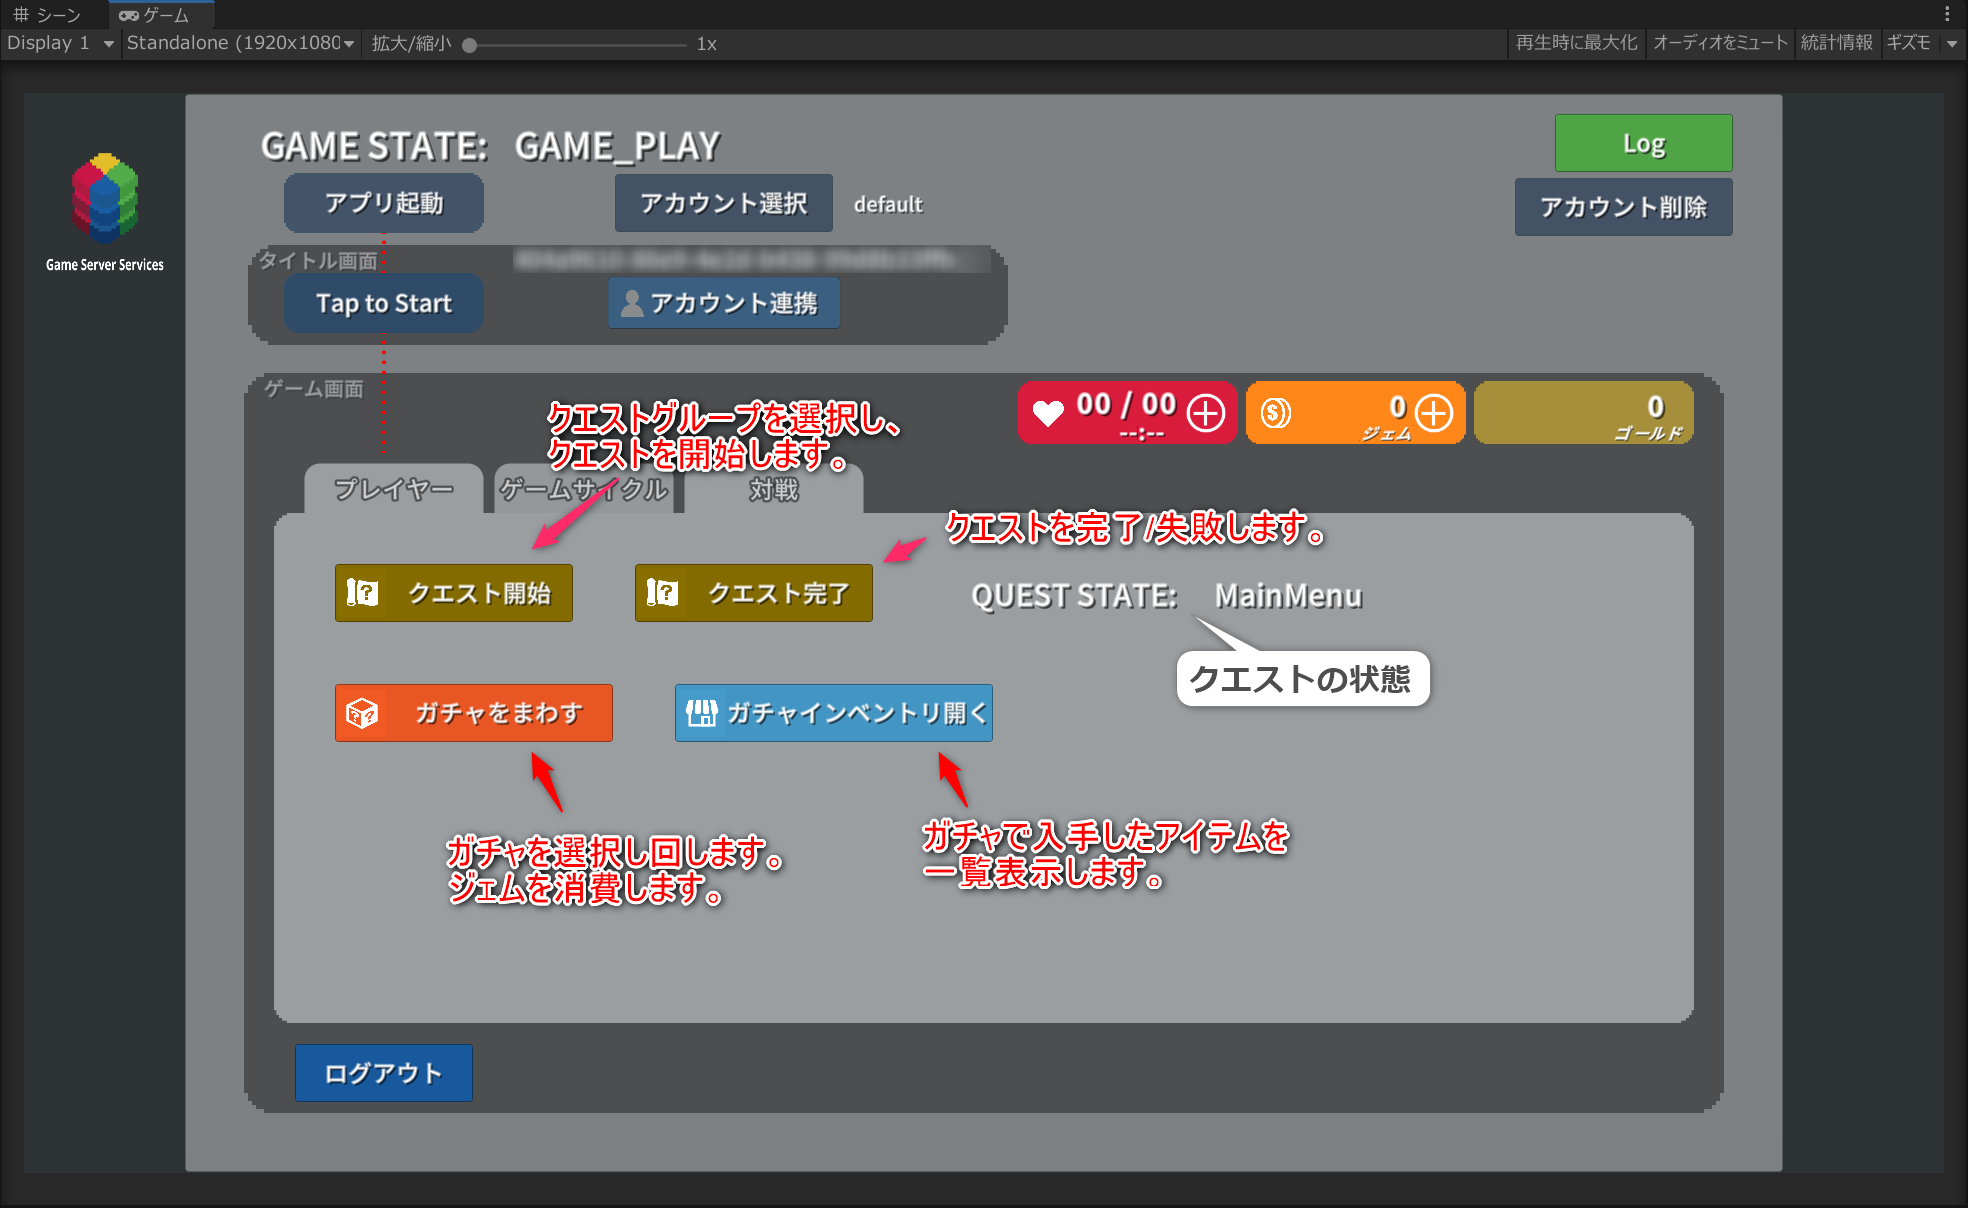 シーン
ゲーム
Display 1
Standalone (1920x1080
拡大/縮小
1x
再生時に最大化
オーディオをミュート
統計情報
ギズモ
Game Server Services
GAME STATE: GAME_PLAY
Log
アプリ起動
アカウント選択
default
アカウント削除
タイトル画面
Tap to Start
アカウント連携
ゲーム画面
00 / 00
--:--
0
ジェム
0
ゴールド
クエストグループを選択し、
クエストを開始します。
プレイヤー
ゲームサイクル
対戦
クエストを完了/失敗します。
クエスト開始
クエスト完了
QUEST STATE: MainMenu
クエストの状態
ガチャをまわす
ガチャインベントリ開く
ガチャを選択し回します。
ジェムを消費します。
ガチャで入手したアイテムを
一覧表示します。
ログアウト